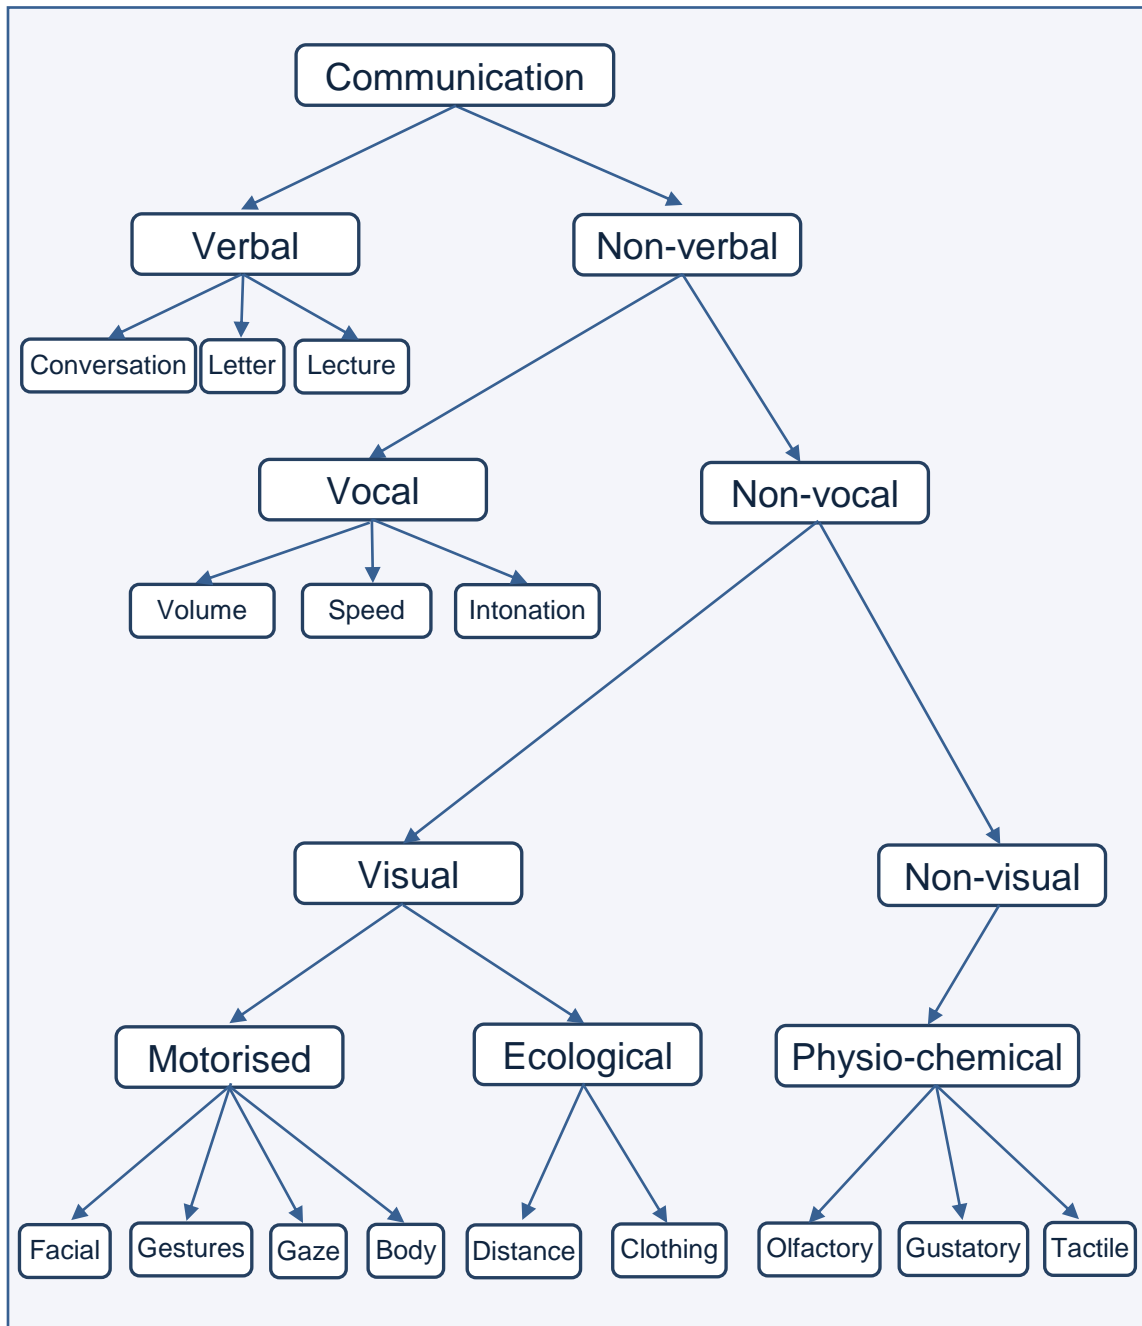 Communication
Verbal
Non-verbal
Conversation
Letter
Lecture
Vocal
Non-vocal
Volume
Speed
Intonation
Visual
Non-visual
Motorised
Ecological
Physio-chemical
Facial
Gestures
Gaze
Body
Distance
Clothing
Olfactory
Gustatory
Tactile